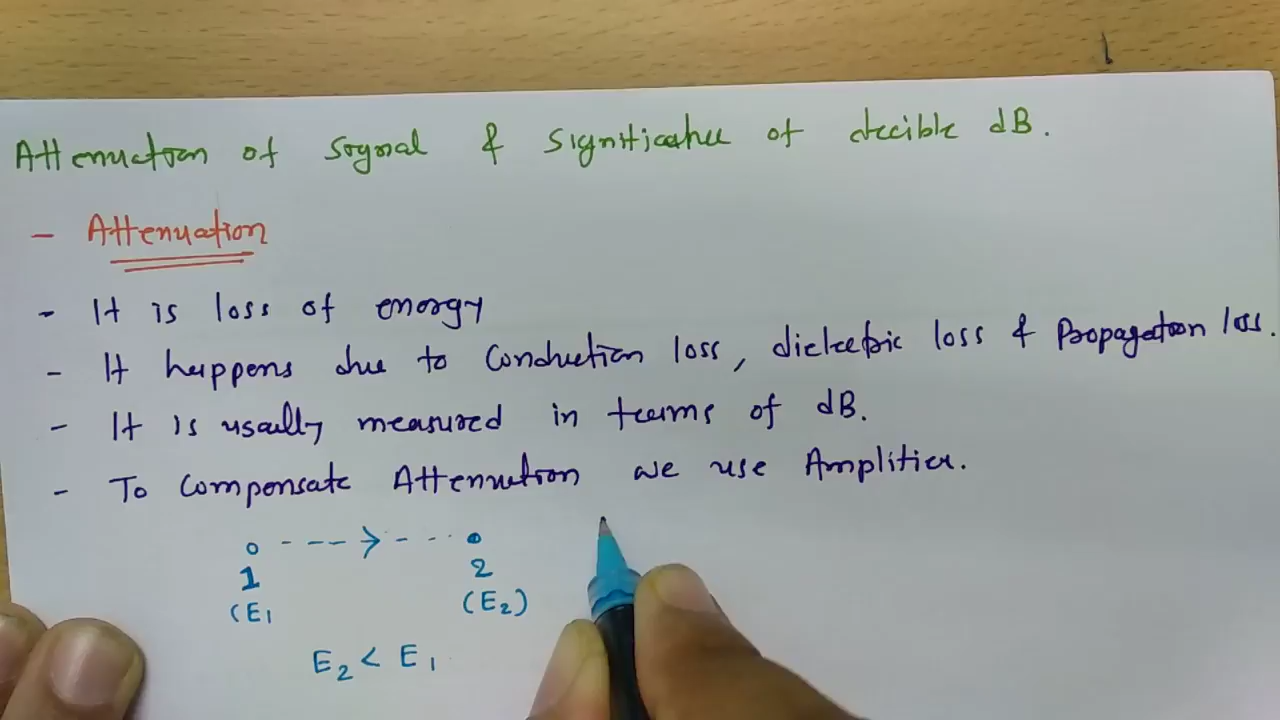 Attenuation of signal & Significance of decible dB.
- Attenuation
- It is loss of energy
- It happens due to Conduction loss, dielectric loss & Propagation loss.
- It is usually measured in terms of dB.
- To Compensate Attenuation we use Amplifier.
o - - - -> - - - •
1 2
(E1 (E2)
E2 < E1